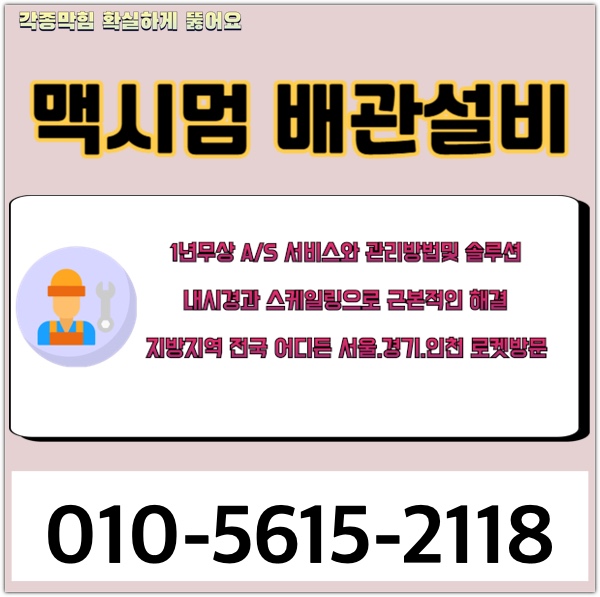 각종막힘 확실하게 뚫어요
맥시멈 배관설비
1년무상 A/S 서비스와 관리방법및 솔루션
내시경과 스케일링으로 근본적인 해결
지방지역 전국 어디든 서울.경기.인천 로켓방문
010-5615-2118